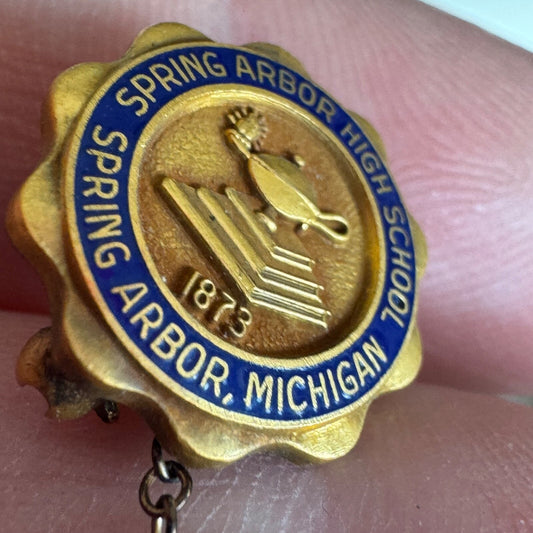 SPRING ARBOR HIGH SCHOOL
SPRING ARBOR, MICHIGAN
1873